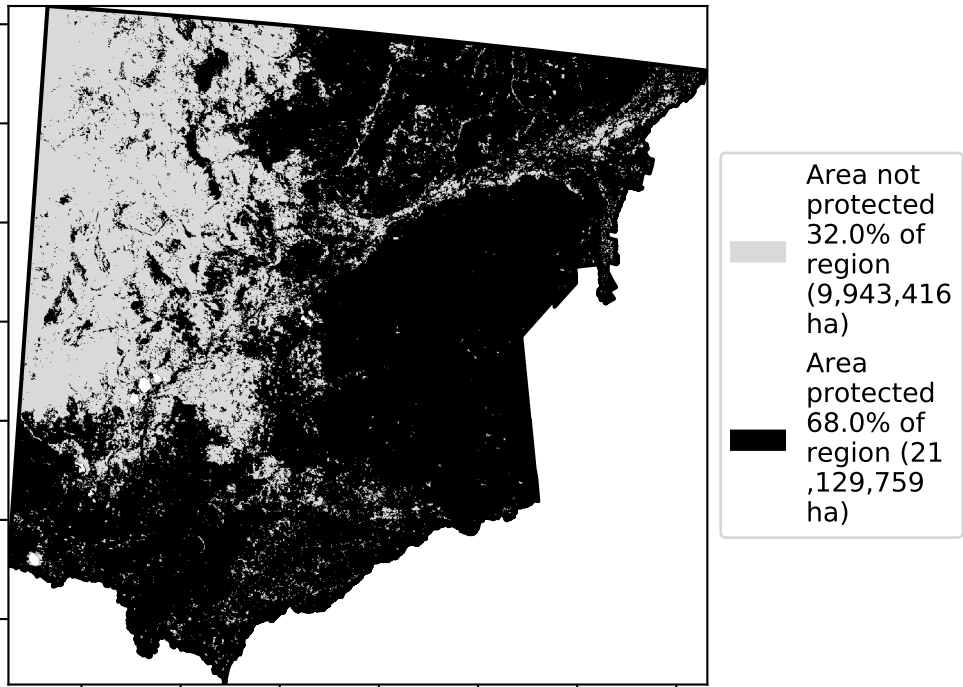 Area not
protected
32.0% of
region
(9,943,416
ha)
Area
protected
68.0% of
region (21
,129,759
ha)